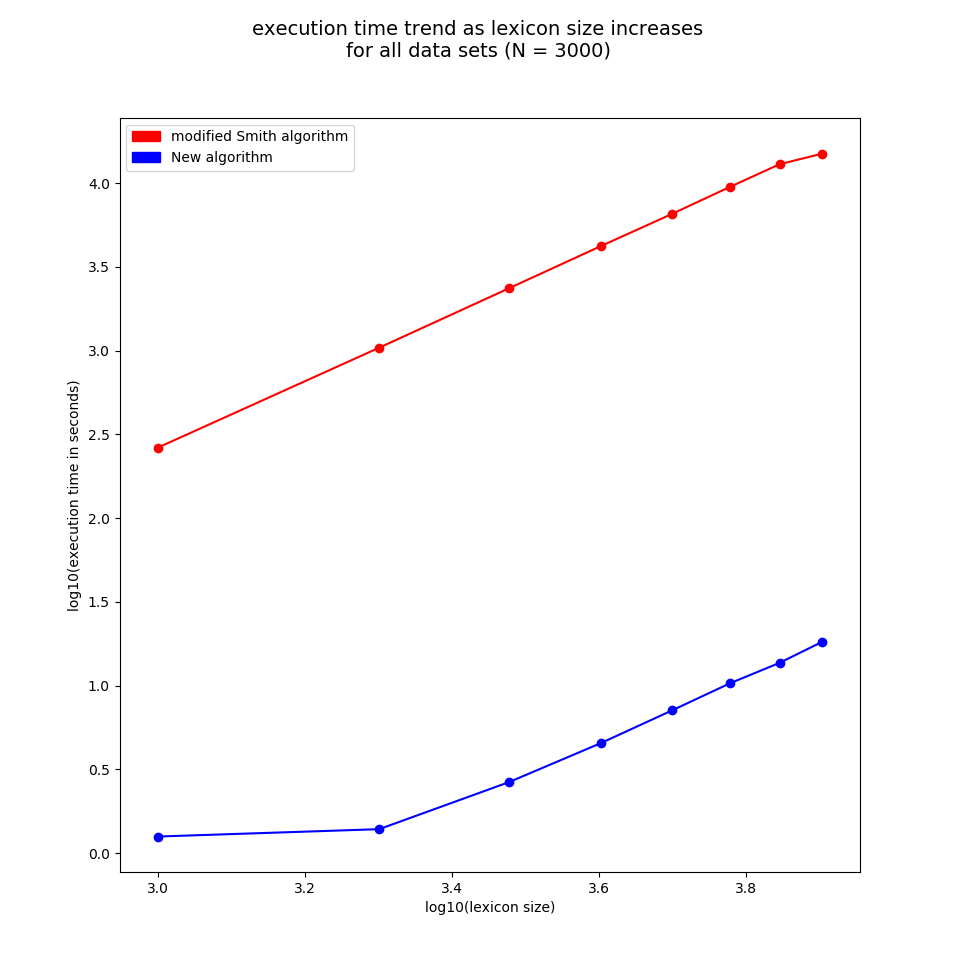 execution time trend as lexicon size increases
for all data sets (N = 3000)
modified Smith algorithm
New algorithm
4.0
3.5
3.0
2.5
2.0
1.5
1.0
0.5
0.0
log10(execution time in seconds)
3.0 3.2 3.4 3.6 3.8
log10(lexicon size)